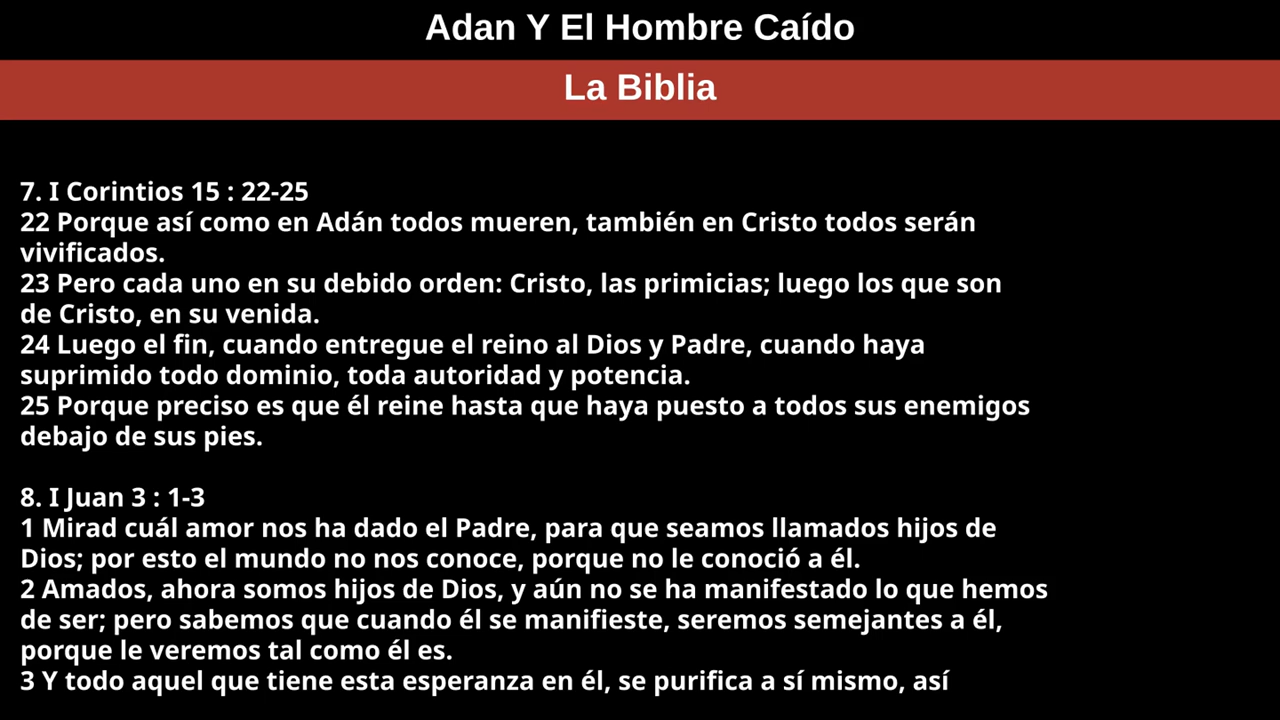 Adan Y El Hombre Caído
La Biblia
7. I Corintios 15 : 22-25
22 Porque así como en Adán todos mueren, también en Cristo todos serán
vivificados.
23 Pero cada uno en su debido orden: Cristo, las primicias; luego los que son
de Cristo, en su venida.
24 Luego el fin, cuando entregue el reino al Dios y Padre, cuando haya
suprimido todo dominio, toda autoridad y potencia.
25 Porque preciso es que él reine hasta que haya puesto a todos sus enemigos
debajo de sus pies.
8. I Juan 3 : 1-3
1 Mirad cuál amor nos ha dado el Padre, para que seamos llamados hijos de
Dios; por esto el mundo no nos conoce, porque no le conoció a él.
2 Amados, ahora somos hijos de Dios, y aún no se ha manifestado lo que hemos
de ser; pero sabemos que cuando él se manifieste, seremos semejantes a él,
porque le veremos tal como él es.
3 Y todo aquel que tiene esta esperanza en él, se purifica a sí mismo, así